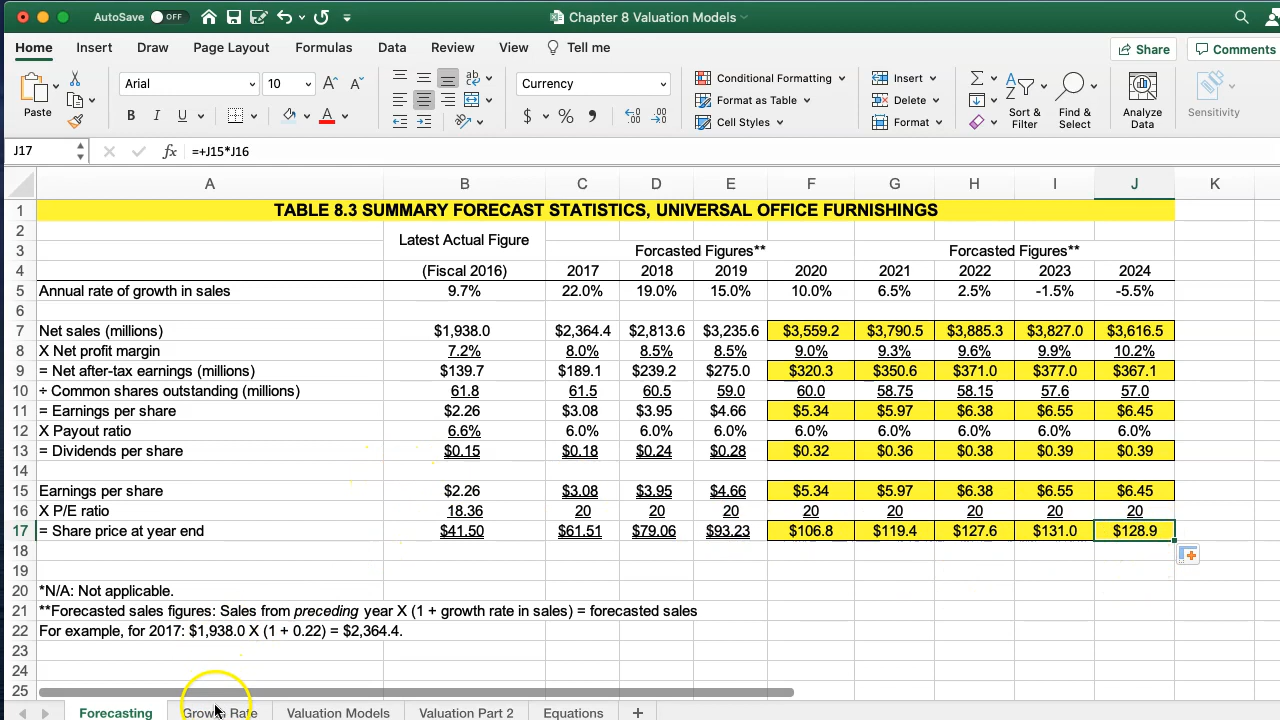 AutoSave OFF Chapter 8 Valuation Models
Home Insert Draw Page Layout Formulas Data Review View Tell me Share Comments
Paste Arial 10 A A ab Currency Conditional Formatting Insert Sort & Filter Find & Select Analyze Data Sensitivity
B I U A $ % Format as Table Delete
Cell Styles Format
J17 fx =+J15*J16
A B C D E F G H I J K
1 TABLE 8.3 SUMMARY FORECAST STATISTICS, UNIVERSAL OFFICE FURNISHINGS
2 Latest Actual Figure
3 Forcasted Figures** Forcasted Figures**
4 (Fiscal 2016) 2017 2018 2019 2020 2021 2022 2023 2024
5 Annual rate of growth in sales 9.7% 22.0% 19.0% 15.0% 10.0% 6.5% 2.5% -1.5% -5.5%
6
7 Net sales (millions) $1,938.0 $2,364.4 $2,813.6 $3,235.6 $3,559.2 $3,790.5 $3,885.3 $3,827.0 $3,616.5
8 X Net profit margin 7.2% 8.0% 8.5% 8.5% 9.0% 9.3% 9.6% 9.9% 10.2%
9 = Net after-tax earnings (millions) $139.7 $189.1 $239.2 $275.0 $320.3 $350.6 $371.0 $377.0 $367.1
10 ÷ Common shares outstanding (millions) 61.8 61.5 60.5 59.0 60.0 58.75 58.15 57.6 57.0
11 = Earnings per share $2.26 $3.08 $3.95 $4.66 $5.34 $5.97 $6.38 $6.55 $6.45
12 X Payout ratio 6.6% 6.0% 6.0% 6.0% 6.0% 6.0% 6.0% 6.0% 6.0%
13 = Dividends per share $0.15 $0.18 $0.24 $0.28 $0.32 $0.36 $0.38 $0.39 $0.39
14
15 Earnings per share $2.26 $3.08 $3.95 $4.66 $5.34 $5.97 $6.38 $6.55 $6.45
16 X P/E ratio 18.36 20 20 20 20 20 20 20 20
17 = Share price at year end $41.50 $61.51 $79.06 $93.23 $106.8 $119.4 $127.6 $131.0 $128.9
18
19
20 *N/A: Not applicable.
21 **Forecasted sales figures: Sales from preceding year X (1 + growth rate in sales) = forecasted sales
22 For example, for 2017: $1,938.0 X (1 + 0.22) = $2,364.4.
23
24
25
Forecasting Growth Rate Valuation Models Valuation Part 2 Equations +